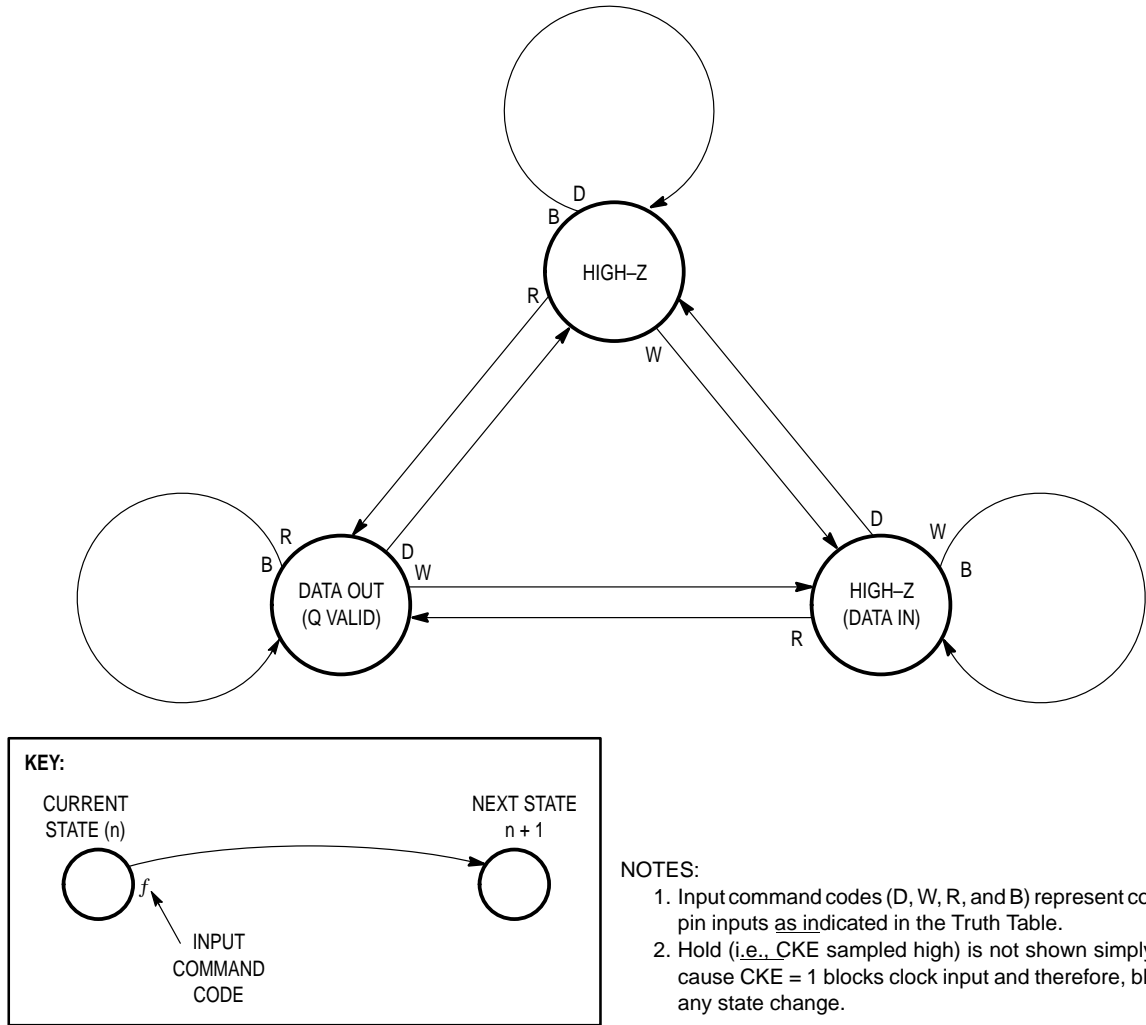 D
B
HIGH–Z
R
W
D
R
B
DATA OUT
(Q VALID)
D
W
W
B
HIGH–Z
(DATA IN)
R
KEY:
CURRENT
STATE (n)
NEXT STATE
n + 1
f
INPUT
COMMAND
CODE
NOTES:
1. Input command codes (D, W, R, and B) represent co
pin inputs as indicated in the Truth Table.
2. Hold (i.e., CKE sampled high) is not shown simply
cause CKE = 1 blocks clock input and therefore, bl
any state change.